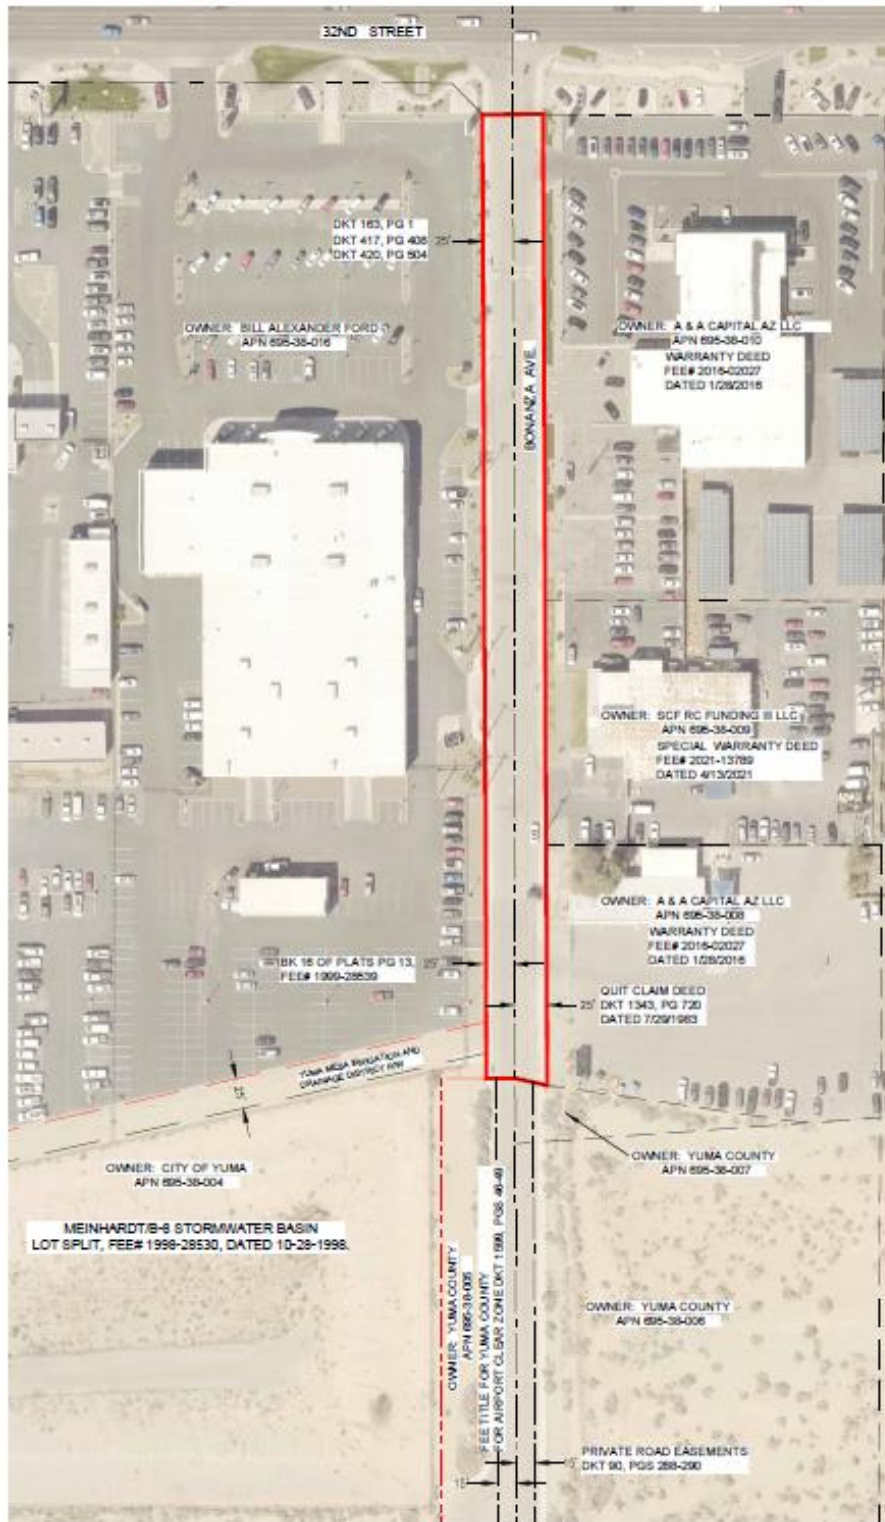 32ND STREET
DKT 163, PG 1
DKT 417, PG 408
DKT 420, PG 504
25'
OWNER: BILL ALEXANDER FORD
APN 695-38-016
OWNER: A & A CAPITAL AZ LLC
APN 695-38-010
WARRANTY DEED
FEE# 2016-02027
DATED 1/28/2016
BONANZA AVE.
OWNER: SCF RC FUNDING III LLC
APN 695-38-009
SPECIAL WARRANTY DEED
FEE# 2021-13789
DATED 4/13/2021
OWNER: A & A CAPITAL AZ LLC
APN 695-38-008
WARRANTY DEED
FEE# 2016-02027
DATED 1/28/2016
BK 16 OF PLATS PG 13,
FEE# 1999-28539
25'
QUIT CLAIM DEED
DKT 1343, PG 720
DATED 7/29/1983
25'
YUMA MESA IRRIGATION AND
DRAINAGE DISTRICT R/W
25'
OWNER: CITY OF YUMA
APN 695-38-004
OWNER: YUMA COUNTY
APN 695-38-007
MEINHARDT/B-6 STORMWATER BASIN
LOT SPLIT, FEE# 1998-28530, DATED 10-28-1998.
OWNER: YUMA COUNTY
APN 695-38-005
FEE TITLE FOR YUMA COUNTY
FOR AIRPORT CLEAR ZONE DKT 1599, PGS 46-49
OWNER: YUMA COUNTY
APN 695-38-006
PRIVATE ROAD EASEMENTS
DKT 90, PGS 288-290
15'
15'